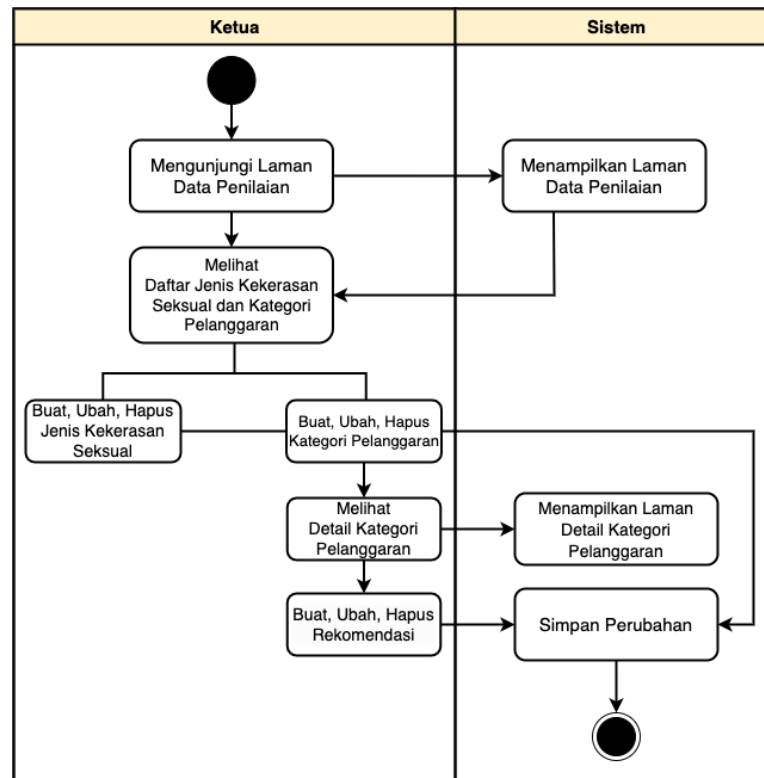 Ketua
Sistem
Mengunjungi Laman
Data Penilaian
Menampilkan Laman
Data Penilaian
Melihat
Daftar Jenis Kekerasan
Seksual dan Kategori
Pelanggaran
Buat, Ubah, Hapus
Jenis Kekerasan
Seksual
Buat, Ubah, Hapus
Kategori Pelanggaran
Melihat
Detail Kategori
Pelanggaran
Menampilkan Laman
Detail Kategori
Pelanggaran
Buat, Ubah, Hapus
Rekomendasi
Simpan Perubahan